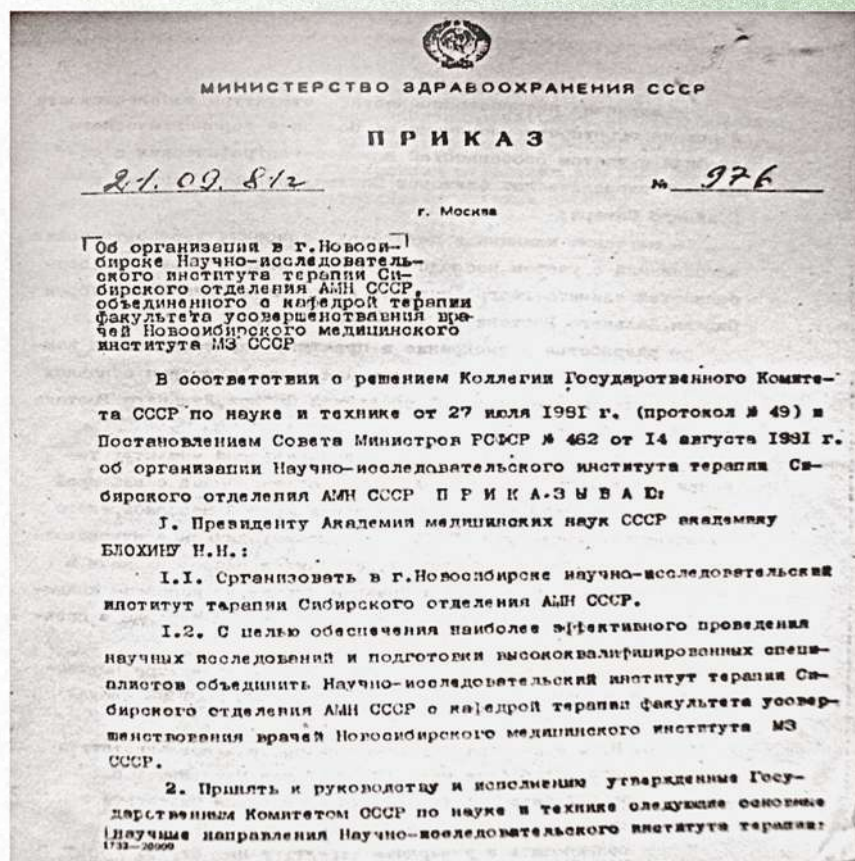 МИНИСТЕРСТВО ЗДРАВООХРАНЕНИЯ СССР
ПРИКАЗ
21.09.81г № 976
г. Москва
Об организации в г.Новоси-
бирске Научно-исследователь-
ского института терапии Си-
бирского отделения АМН СССР,
объединенного с кафедрой терапии
факультета усовершенствования вра-
чей Новосибирского медицинского
института МЗ СССР
В соответствии с решением Коллегии Государственного Комите-
та СССР по науке и технике от 27 июля 1981 г. (протокол № 49) и
Постановлением Совета Министров РСФСР № 462 от 14 августа 1981 г.
об организации Научно-исследовательского института терапии Си-
бирского отделения АМН СССР П Р И К А З Ы В А Ю:
I. Президенту Академии медицинских наук СССР академику
БЛОХИНУ Н.Н.:
I.I. Организовать в г.Новосибирске научно-исследовательский
институт терапии Сибирского отделения АМН СССР.
I.2. С целью обеспечения наиболее эффективного проведения
научных исследований и подготовки высококвалифицированных специ-
алистов объединить Научно-исследовательский институт терапии Си-
бирского отделения АМН СССР с кафедрой терапии факультета усовер-
шенствования врачей Новосибирского медицинского института МЗ
СССР.
2. Принять к руководству и исполнению утвержденные Госу-
дарственным Комитетом СССР по науке и технике следующие основные
научные направления Научно-исследовательского института терапии:
1732—20000